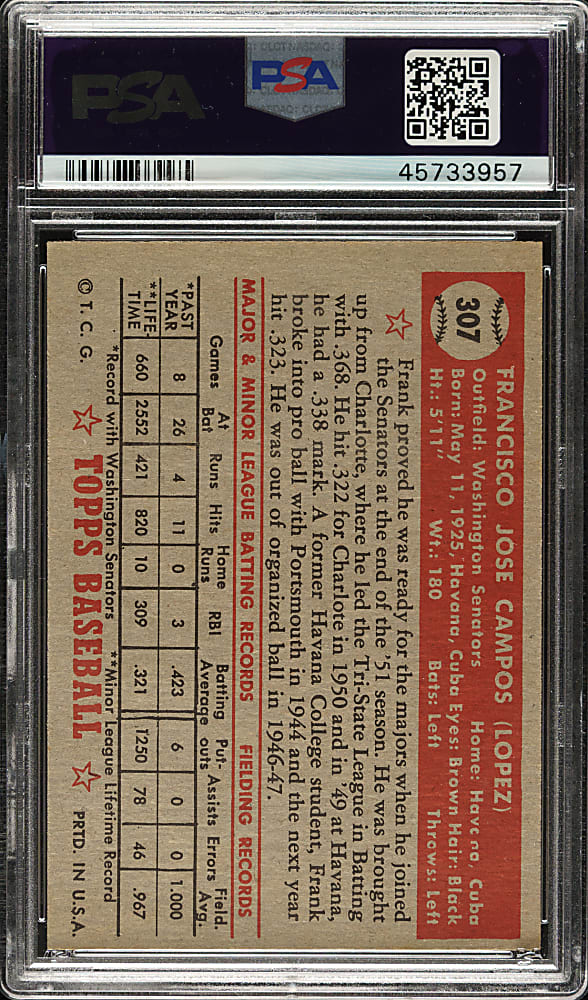 PSA
PSA
45733957
307
FRANCISCO JOSE CAMPOS (LOPEZ)
Outfield: Washington Senators Home: Havana, Cuba
Born: May 11, 1925, Havana, Cuba Eyes: Brown Hair: Black
Ht.: 5'11" Wt.: 180 Bats: Left Throws: Left
Frank proved he was ready for the majors when he joined
the Senators at the end of the '51 season. He was brought
up from Charlotte, where he led the Tri-State League in Batting
with .368. He hit .322 for Charlote in 1950 and in '49 at Havana,
he had a .338 mark. A former Havana College student, Frank
broke into pro ball with Portsmouth in 1944 and the next year
hit .323. He was out of organized ball in 1946-47.
MAJOR & MINOR LEAGUE BATTING RECORDS FIELDING RECORDS
Games At Bat Runs Hits Home Runs RBI Batting Average Put-outs Assists Errors Field. Avg.
*PAST YEAR 8 26 4 11 0 3 .423 6 0 0 1.000
**LIFE-TIME 660 2552 421 820 10 309 .321 1250 78 46 .967
*Record with Washington Senators **Minor League Lifetime Record
© T. C. G. TOPPS BASEBALL PRTD. IN U.S.A.